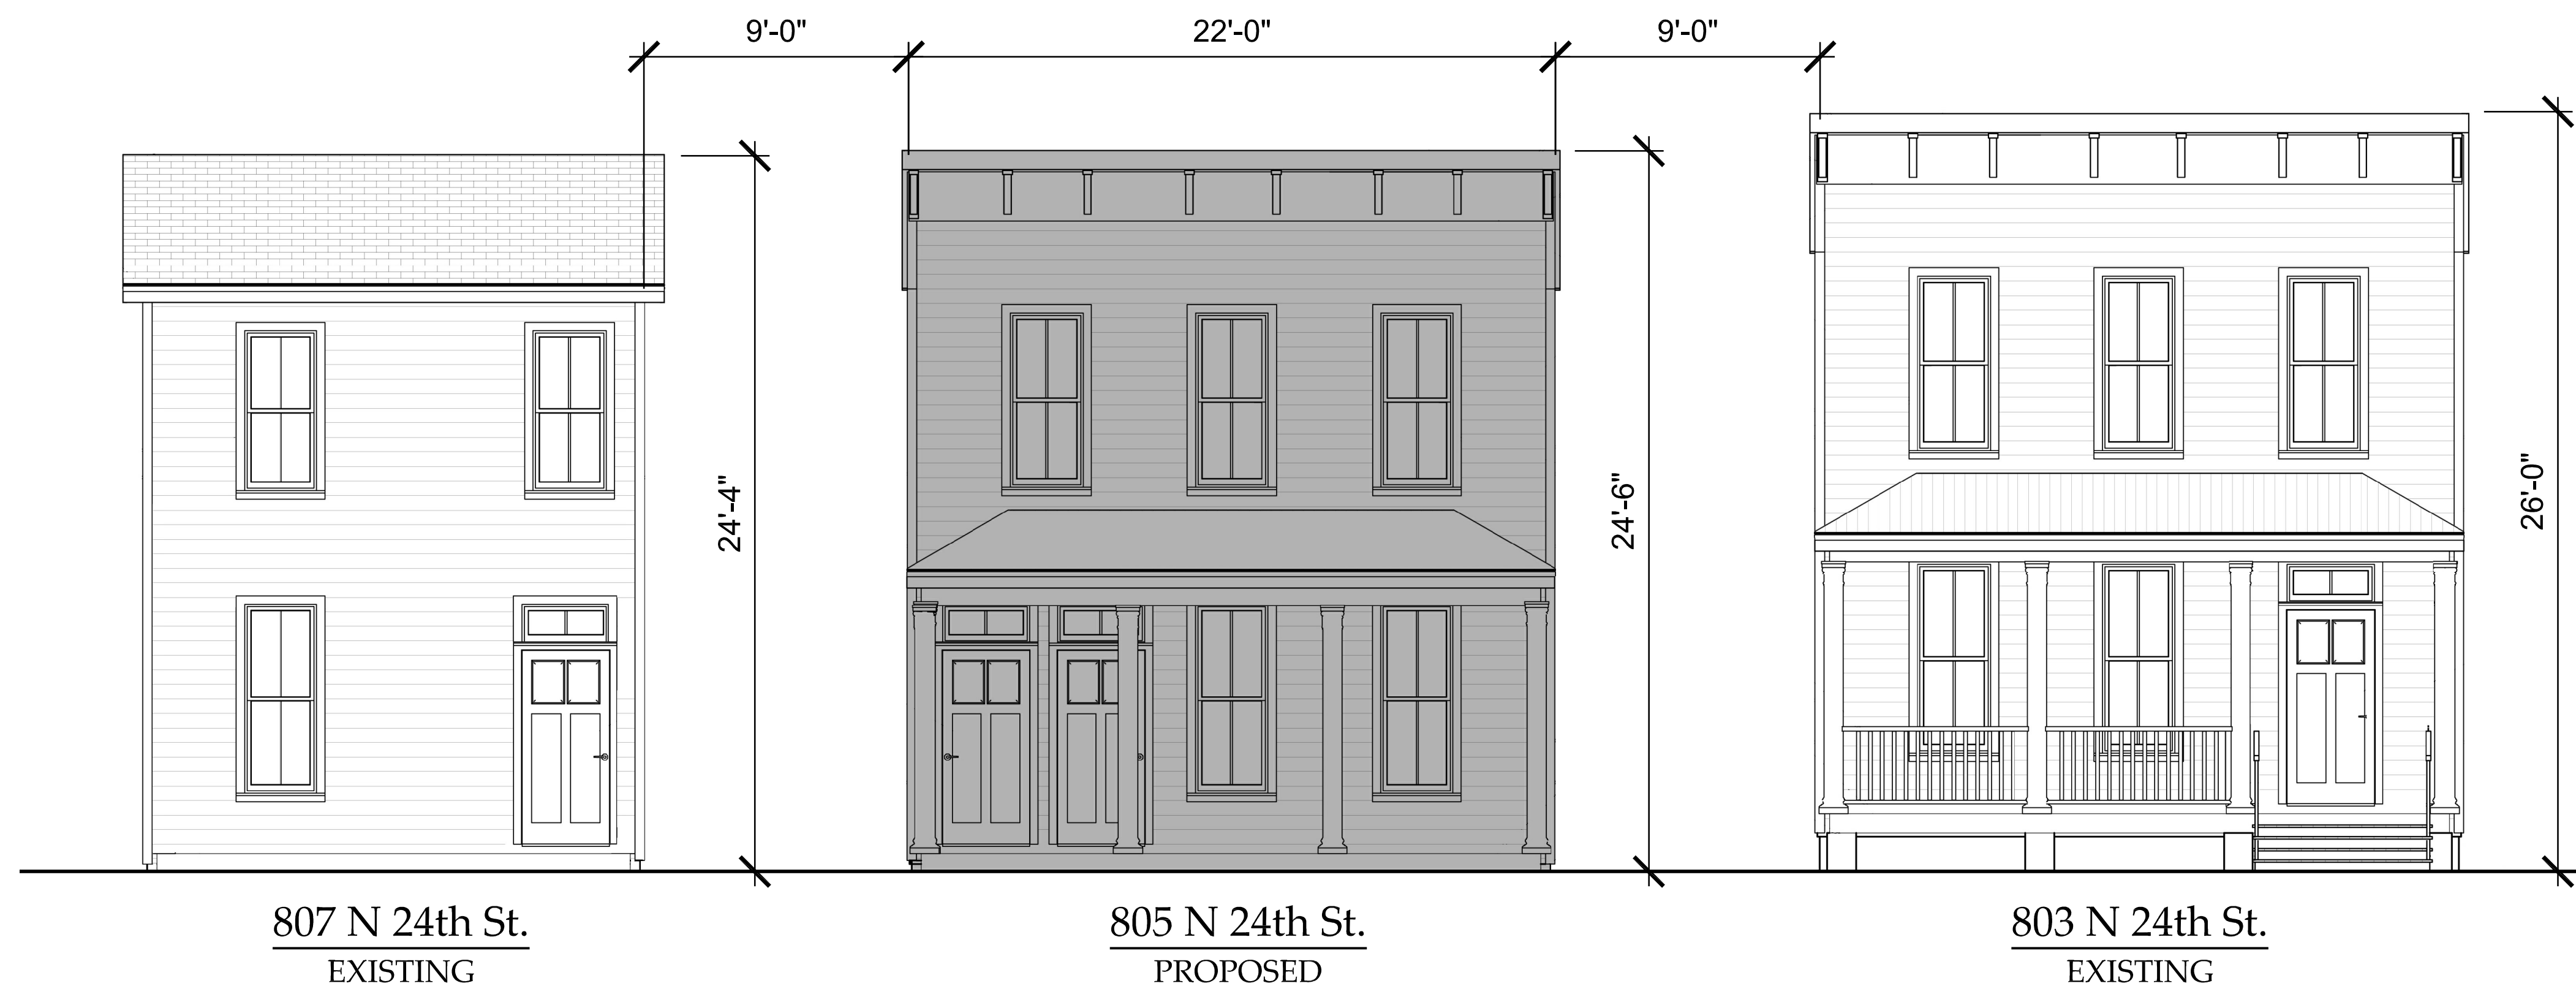 9'-0"
22'-0"
9'-0"
24'-4"
24'-6"
26'-0"
807 N 24th St.
EXISTING
805 N 24th St.
PROPOSED
803 N 24th St.
EXISTING